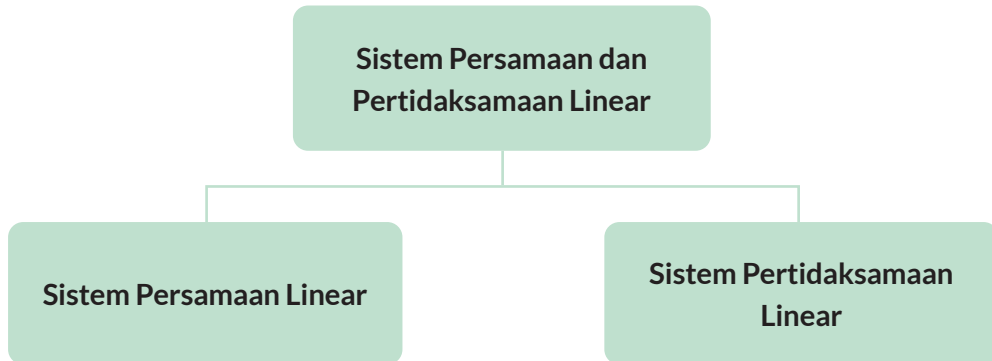 Sistem Persamaan dan
Pertidaksamaan Linear
Sistem Persamaan Linear
Sistem Pertidaksamaan
Linear